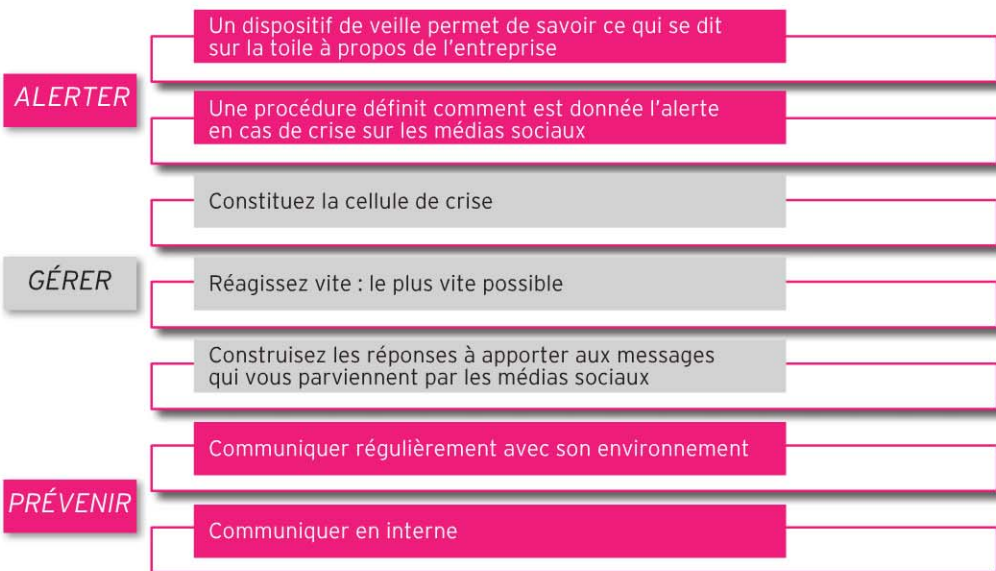 ALERTER
Un dispositif de veille permet de savoir ce qui se dit
sur la toile à propos de l'entreprise
Une procédure définit comment est donnée l'alerte
en cas de crise sur les médias sociaux
GÉRER
Constituez la cellule de crise
Réagissez vite : le plus vite possible
Construisez les réponses à apporter aux messages
qui vous parviennent par les médias sociaux
PRÉVENIR
Communiquer régulièrement avec son environnement
Communiquer en interne